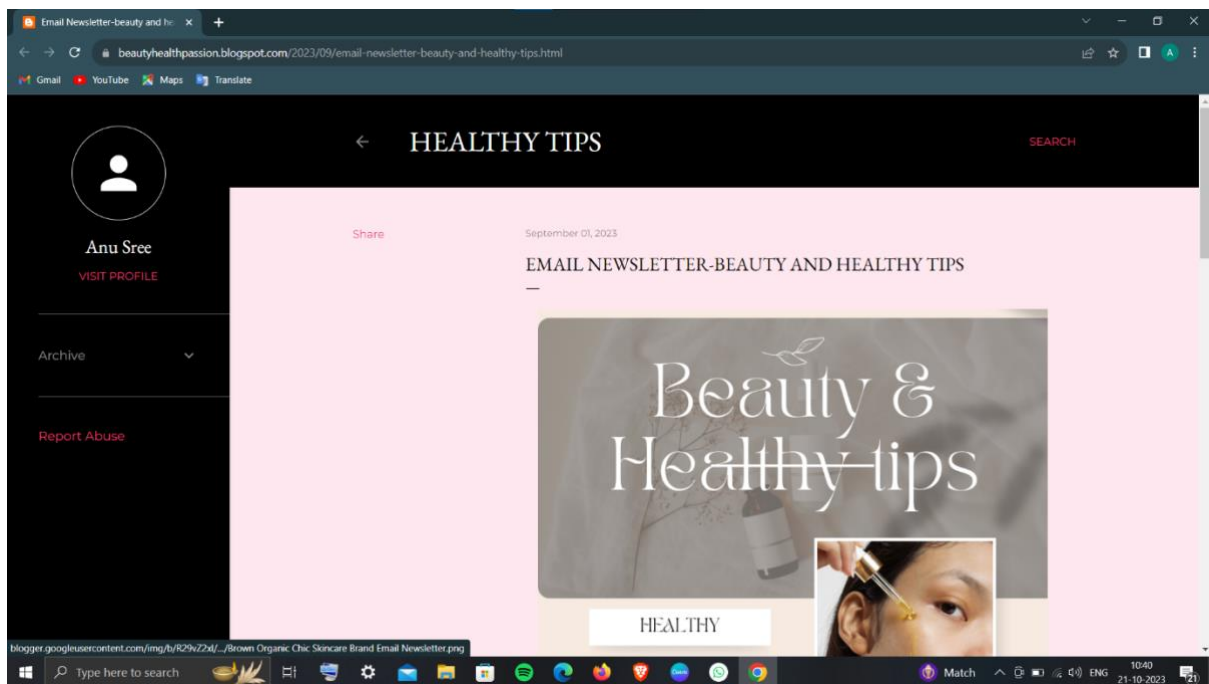 Email Newsletter-beauty and he
beautyhealthpassion.blogspot.com/2023/09/email-newsletter-beauty-and-healthy-tips.html
A
Gmail YouTube Maps Translate
HEALTHY TIPS
SEARCH
Anu Sree
VISIT PROFILE
Archive
Report Abuse
Share
September 01, 2023
EMAIL NEWSLETTER-BEAUTY AND HEALTHY TIPS
Beauty &
Healthy tips
HEALTHY
blogger.googleusercontent.com/img/b/R29vZ2xl/.../Brown Organic Chic Skincare Brand Email Newsletter.png
Type here to search
Match
ENG
10:40
21-10-2023
21